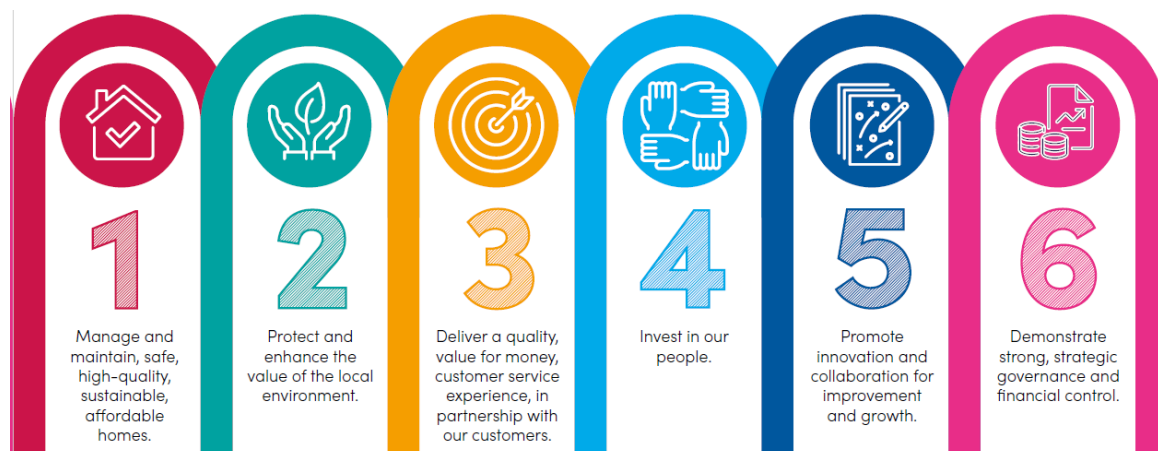 1
Manage and
maintain, safe,
high-quality,
sustainable,
affordable
homes.
2
Protect and
enhance the
value of the local
environment.
3
Deliver a quality,
value for money,
customer service
experience, in
partnership with
our customers.
4
Invest in our
people.
5
Promote
innovation and
collaboration for
improvement
and growth.
6
Demonstrate
strong, strategic
governance and
financial control.